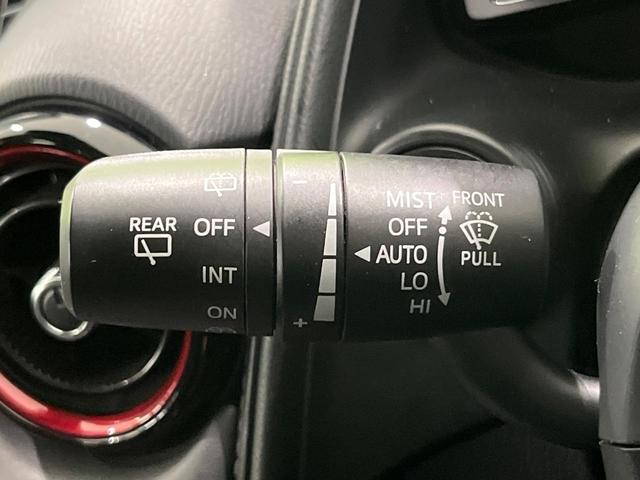 REAR
OFF
INT
ON
−
+
MIST
OFF
AUTO
LO
HI
FRONT
PULL